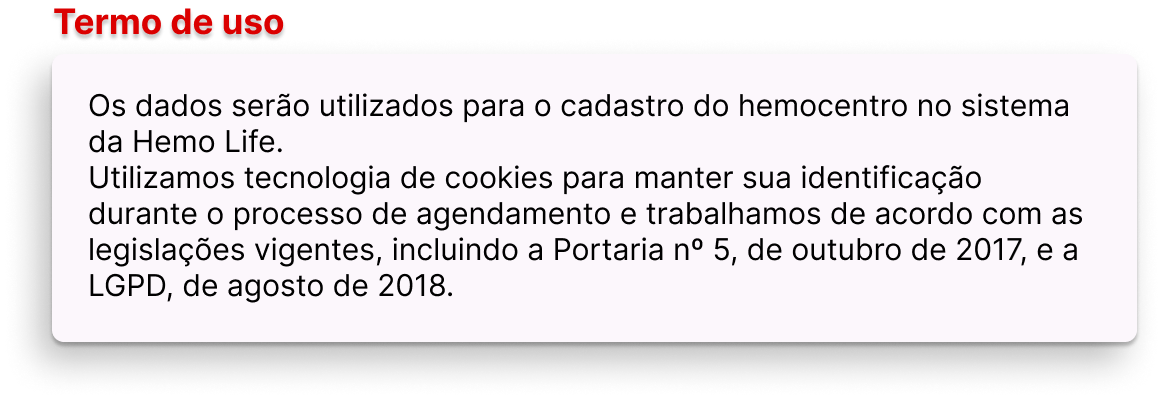 Termo de uso
Os dados serão utilizados para o cadastro do hemocentro no sistema
da Hemo Life.
Utilizamos tecnologia de cookies para manter sua identificação
durante o processo de agendamento e trabalhamos de acordo com as
legislações vigentes, incluindo a Portaria nº 5, de outubro de 2017, e a
LGPD, de agosto de 2018.